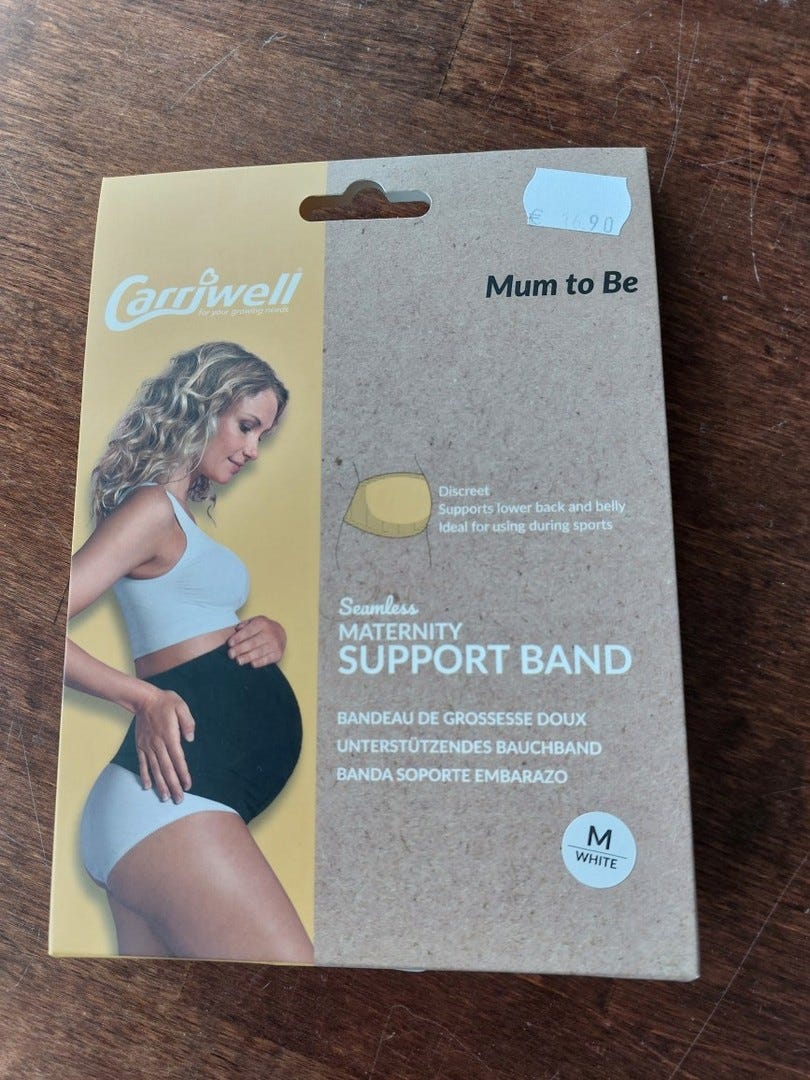 € 16.90
Carriwell
for your growing needs
Mum to Be
Discreet
Supports lower back and belly
Ideal for using during sports
Seamless
MATERNITY
SUPPORT BAND
BANDEAU DE GROSSESSE DOUX
UNTERSTÜTZENDES BAUCHBAND
BANDA SOPORTE EMBARAZO
M
WHITE